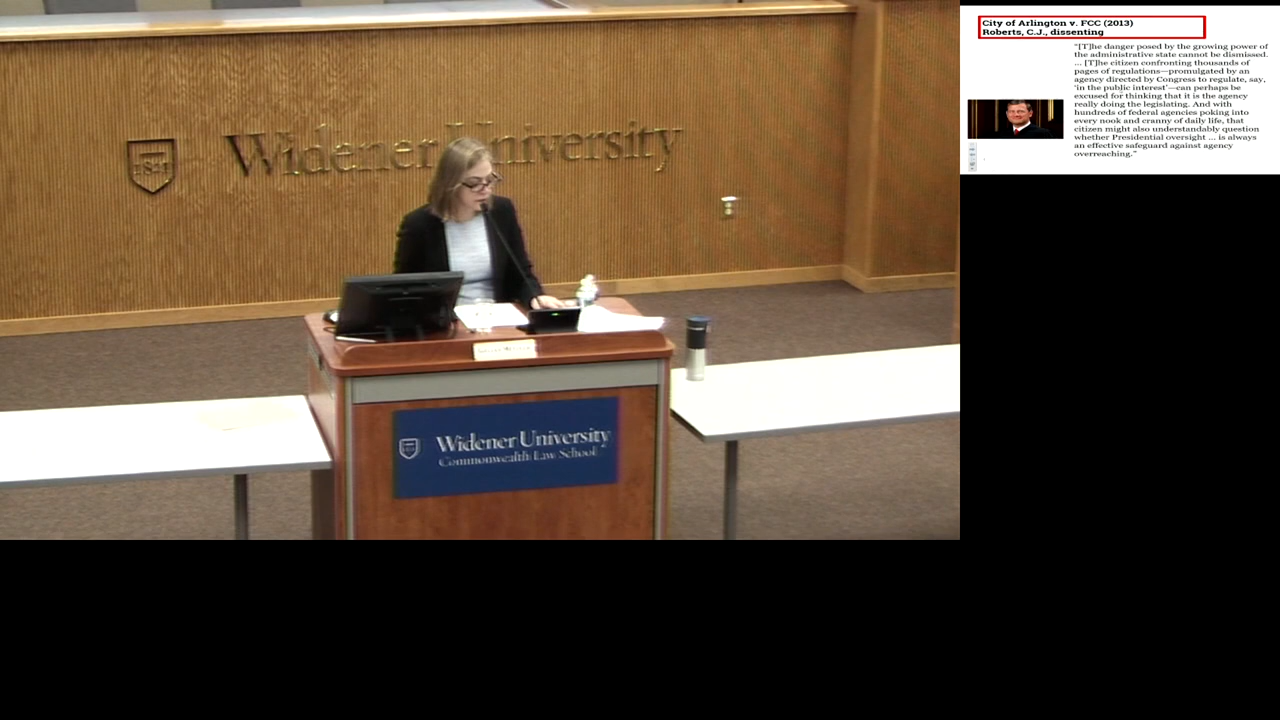 1821
Widener University
Widener University
Commonwealth Law School
City of Arlington v. FCC (2013)
Roberts, C.J., dissenting
"[T]he danger posed by the growing power of
the administrative state cannot be dismissed.
... [T]he citizen confronting thousands of
pages of regulations—promulgated by an
agency directed by Congress to regulate, say,
'in the public interest'—can perhaps be
excused for thinking that it is the agency
really doing the legislating. And with
hundreds of federal agencies poking into
every nook and cranny of daily life, that
citizen might also understandably question
whether Presidential oversight ... is always
an effective safeguard against agency
overreaching."